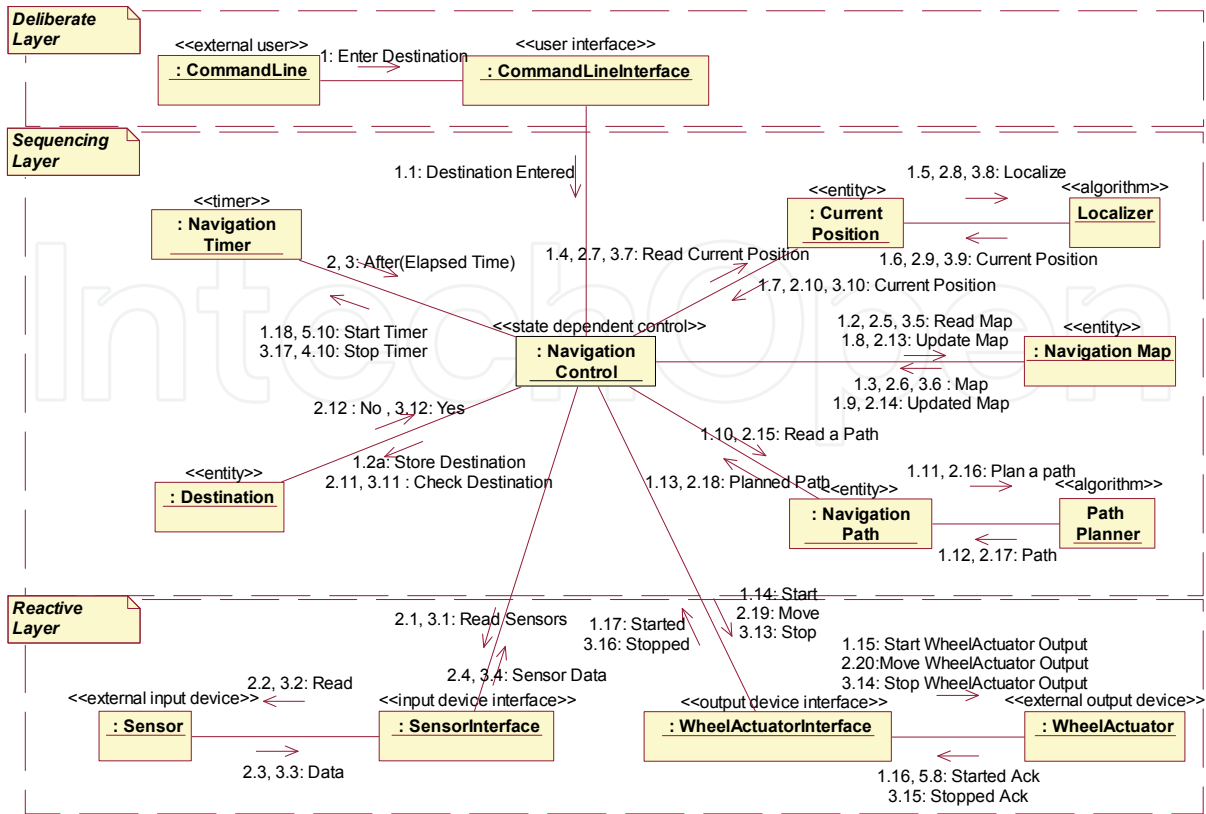 Deliberate
Layer
<<external user>>
: CommandLine
1: Enter Destination
<<user interface>>
: CommandLineInterface
Sequencing
Layer
1.1: Destination Entered
<<timer>>
: Navigation
Timer
2, 3: After(Elapsed Time)
1.18, 5.10: Start Timer
3.17, 4.10: Stop Timer
<<entity>>
: Current
Position
1.5, 2.8, 3.8: Localize
<<algorithm>>
Localizer
1.6, 2.9, 3.9: Current Position
1.4, 2.7, 3.7: Read Current Position
1.7, 2.10, 3.10: Current Position
<<state dependent control>>
: Navigation
Control
1.2, 2.5, 3.5: Read Map
1.8, 2.13: Update Map
<<entity>>
: Navigation Map
1.3, 2.6, 3.6 : Map
1.9, 2.14: Updated Map
2.12 : No , 3.12: Yes
1.2a: Store Destination
2.11, 3.11 : Check Destination
<<entity>>
: Destination
1.10, 2.15: Read a Path
1.13, 2.18: Planned Path
<<entity>>
: Navigation
Path
1.11, 2.16: Plan a path
<<algorithm>>
Path
Planner
1.12, 2.17: Path
IntechOpen
Reactive
Layer
2.1, 3.1: Read Sensors
2.4, 3.4: Sensor Data
1.17: Started
3.16: Stopped
1.14: Start
2.19: Move
3.13: Stop
1.15: Start WheelActuator Output
2.20:Move WheelActuator Output
3.14: Stop WheelActuator Output
<<external input device>>
: Sensor
2.2, 3.2: Read
2.3, 3.3: Data
<<input device interface>>
: SensorInterface
<<output device interface>>
: WheelActuatorInterface
<<external output device>>
: WheelActuator
1.16, 5.8: Started Ack
3.15: Stopped Ack